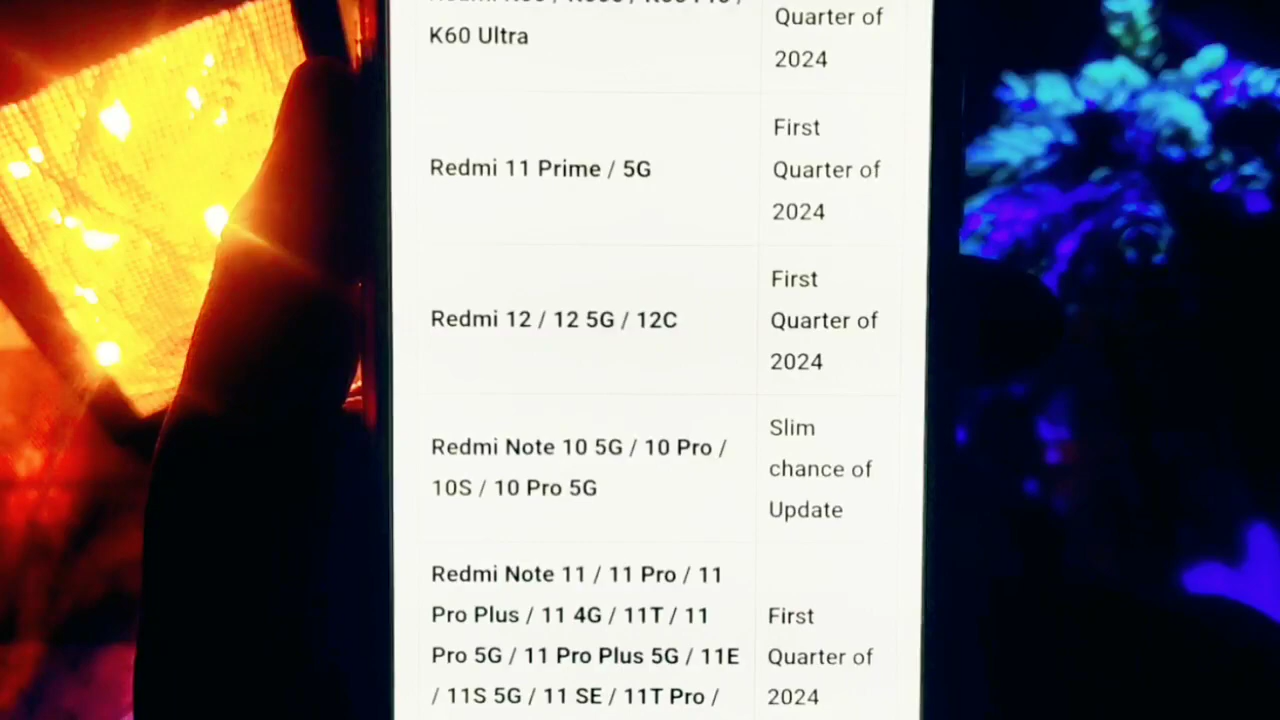 K60 Ultra
Quarter of
2024
Redmi 11 Prime / 5G
First
Quarter of
2024
Redmi 12 / 12 5G / 12C
First
Quarter of
2024
Redmi Note 10 5G / 10 Pro /
10S / 10 Pro 5G
Slim
chance of
Update
Redmi Note 11 / 11 Pro / 11
Pro Plus / 11 4G / 11T / 11
Pro 5G / 11 Pro Plus 5G / 11E
/ 11S 5G / 11 SE / 11T Pro /
First
Quarter of
2024